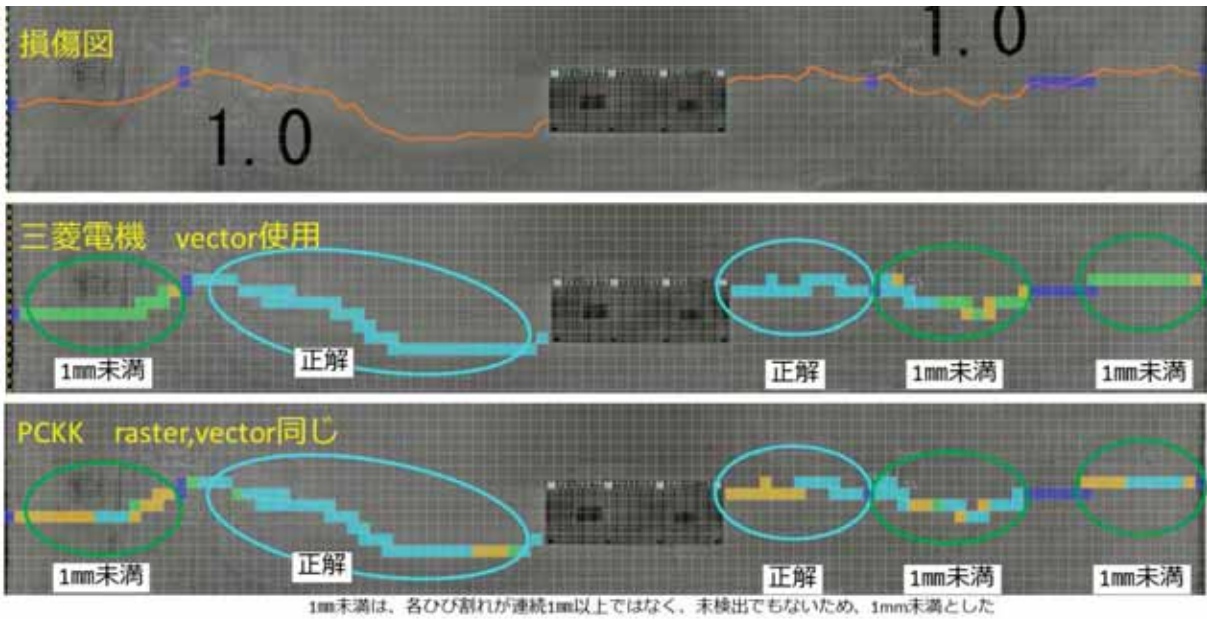 損傷図
1.0
1.0
三菱電機 vector使用
1㎜未満
正解
正解
1㎜未満
1㎜未満
PCKK raster,vector同じ
1㎜未満
正解
正解
1㎜未満
1㎜未満
1㎜未満は、各ひび割れが連続1㎜以上ではなく、未検出でもないため、1mm未満とした